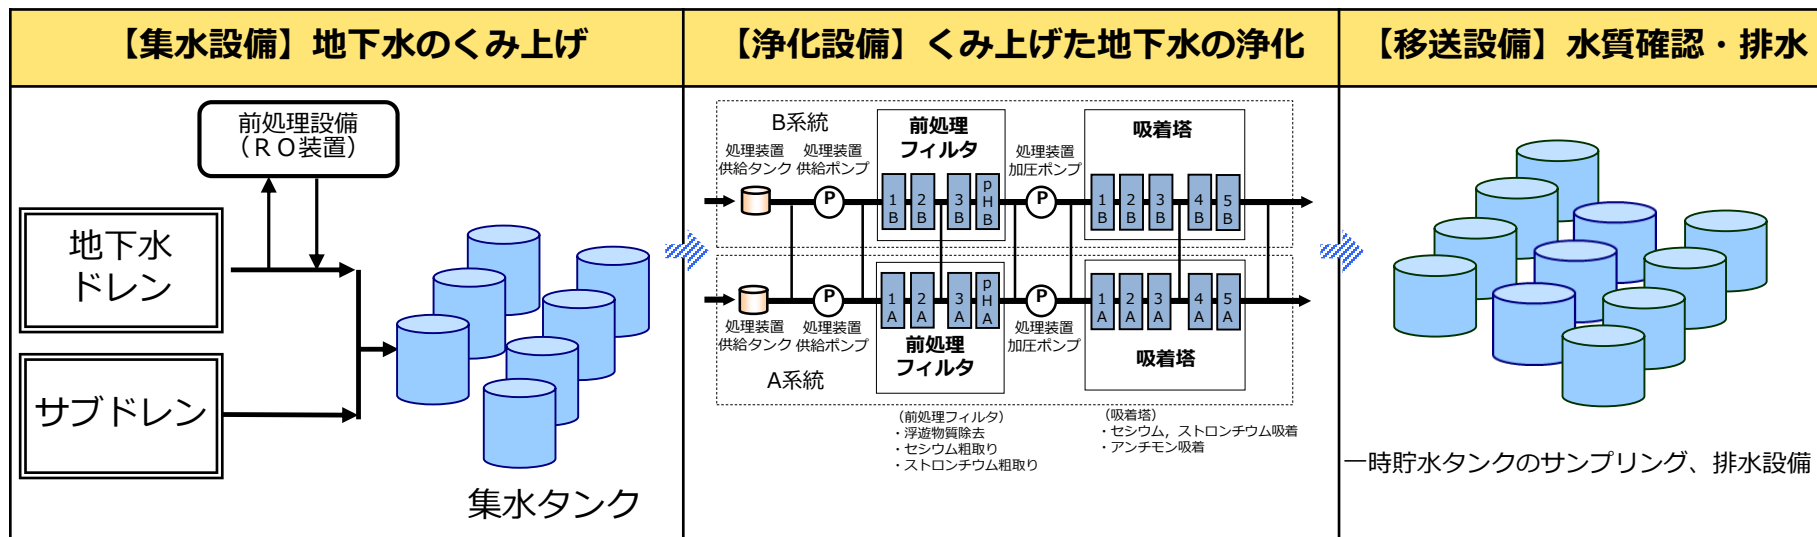 【集水設備】地下水のくみ上げ
【浄化設備】くみ上げた地下水の浄化
【移送設備】水質確認・排水
前処理設備
（ＲＯ装置）
地下水
ドレン
サブドレン
集水タンク
B系統
処理装置
供給タンク
処理装置
供給ポンプ
前処理
フィルタ
処理装置
加圧ポンプ
吸着塔
P
1B
2B
3B
pHB
P
1B
2B
3B
4B
5B
P
1A
2A
3A
pHA
P
1A
2A
3A
4A
5A
処理装置
供給タンク
処理装置
供給ポンプ
前処理
フィルタ
処理装置
加圧ポンプ
吸着塔
A系統
（前処理フィルタ）
・浮遊物質除去
・セシウム粗取り
・ストロンチウム粗取り
（吸着塔）
・セシウム，ストロンチウム吸着
・アンチモン吸着
一時貯水タンクのサンプリング、排水設備